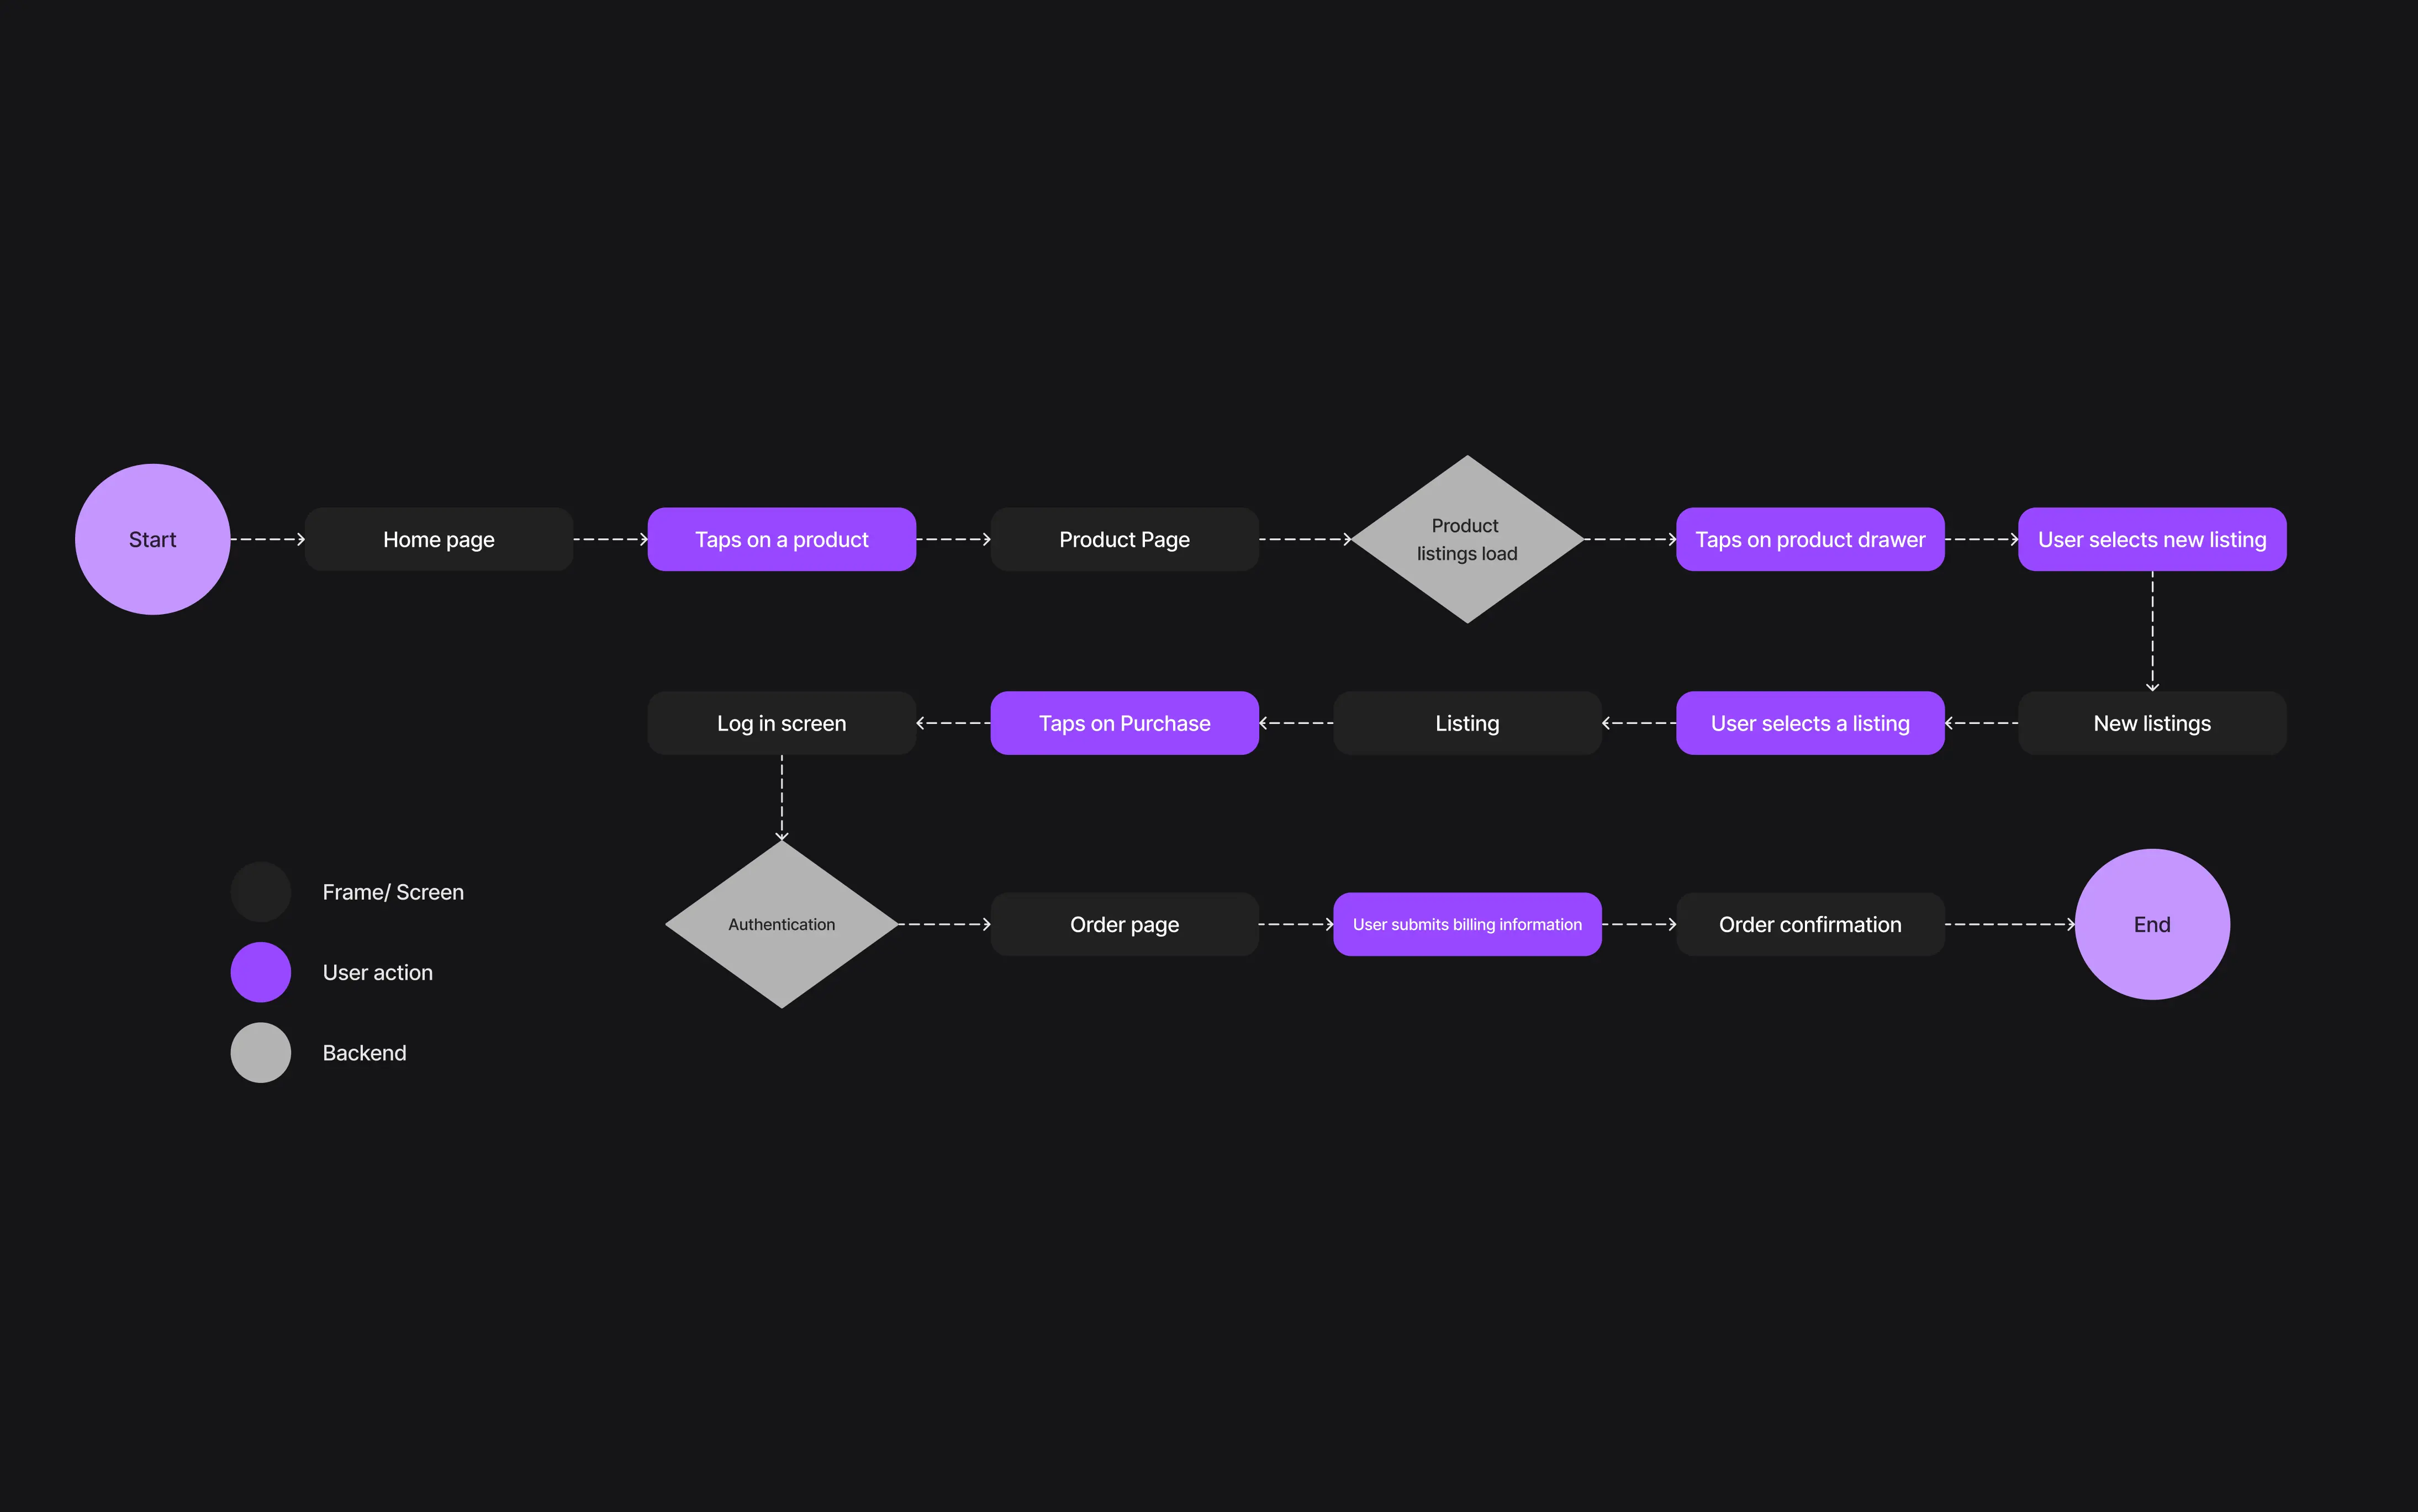 Start
Home page
Taps on a product
Product Page
Product
listings load
Taps on product drawer
User selects new listing
New listings
User selects a listing
Listing
Taps on Purchase
Log in screen
Authentication
Order page
User submits billing information
Order confirmation
End
Frame/ Screen
User action
Backend